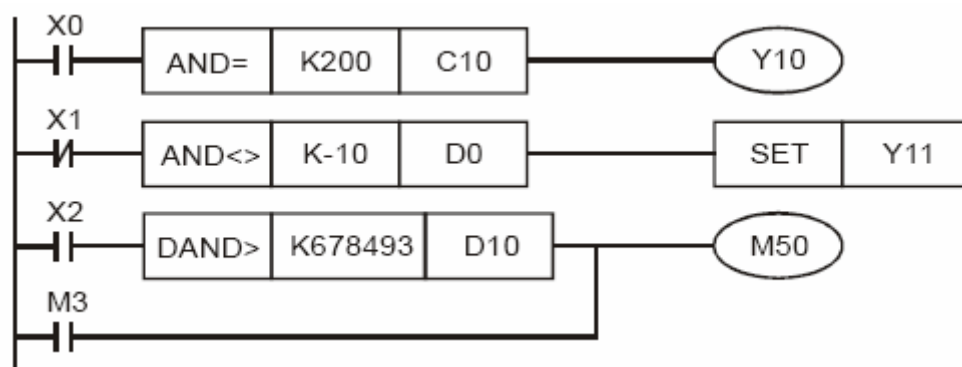 X0
AND= K200 C10 Y10
X1
AND<> K-10 D0 SET Y11
X2
DAND> K678493 D10 M50
M3